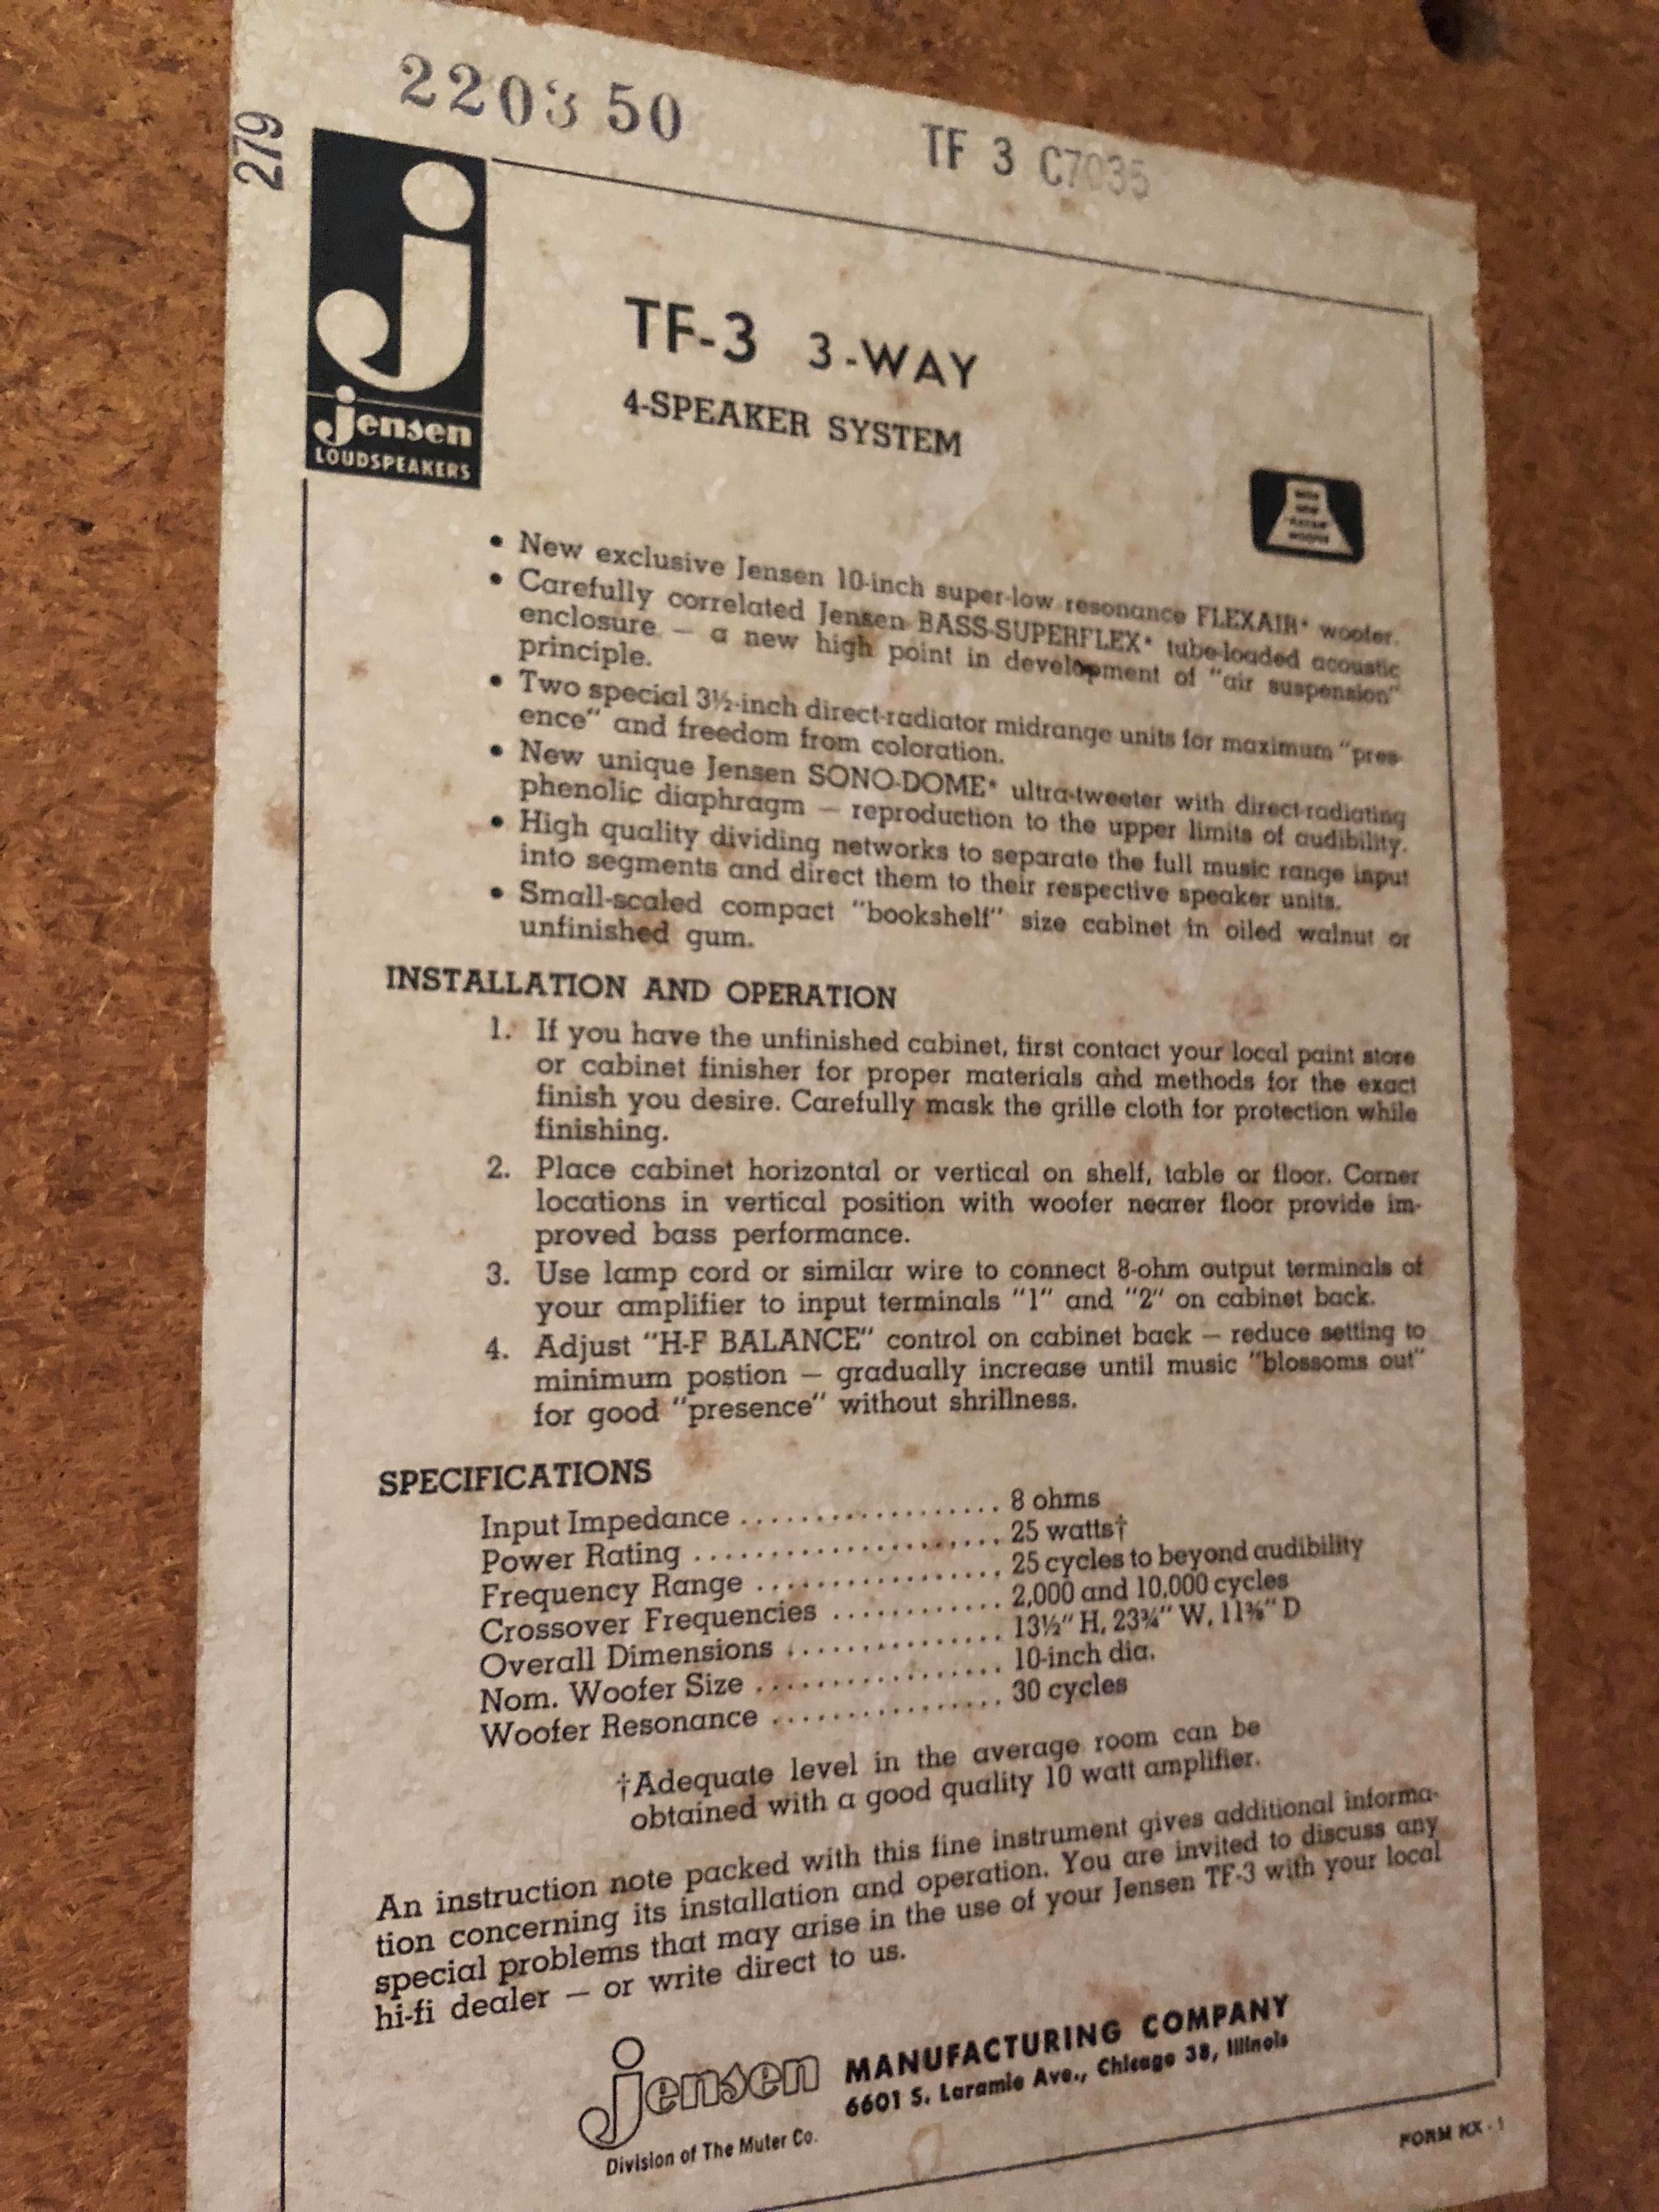 220350
279
TF 3 C7035
j
jensen
LOUDSPEAKERS
TF-3 3-WAY
4-SPEAKER SYSTEM
• New exclusive Jensen 10-inch super-low resonance FLEXAIR* woofer.
• Carefully correlated Jensen BASS-SUPERFLEX* tube-loaded acoustic
enclosure — a new high point in development of "air suspension"
principle.
• Two special 3½-inch direct-radiator midrange units for maximum "pres-
ence" and freedom from coloration.
• New unique Jensen SONO-DOME* ultra-tweeter with direct-radiating
phenolic diaphragm — reproduction to the upper limits of audibility.
• High quality dividing networks to separate the full music range input
into segments and direct them to their respective speaker units.
• Small-scaled compact "bookshelf" size cabinet in oiled walnut or
unfinished gum.
INSTALLATION AND OPERATION
1. If you have the unfinished cabinet, first contact your local paint store
or cabinet finisher for proper materials and methods for the exact
finish you desire. Carefully mask the grille cloth for protection while
finishing.
2. Place cabinet horizontal or vertical on shelf, table or floor. Corner
locations in vertical position with woofer nearer floor provide im-
proved bass performance.
3. Use lamp cord or similar wire to connect 8-ohm output terminals of
your amplifier to input terminals "1" and "2" on cabinet back.
4. Adjust "H-F BALANCE" control on cabinet back — reduce setting to
minimum postion — gradually increase until music "blossoms out"
for good "presence" without shrillness.
SPECIFICATIONS
Input Impedance .................. 8 ohms
Power Rating ..................... 25 watts†
Frequency Range ................. 25 cycles to beyond audibility
Crossover Frequencies ............ 2,000 and 10,000 cycles
Overall Dimensions ............... 13½" H, 23¾" W, 11⅜" D
Nom. Woofer Size ................. 10-inch dia.
Woofer Resonance ................ 30 cycles
†Adequate level in the average room can be
obtained with a good quality 10 watt amplifier.
An instruction note packed with this fine instrument gives additional informa-
tion concerning its installation and operation. You are invited to discuss any
special problems that may arise in the use of your Jensen TF-3 with your local
hi-fi dealer — or write direct to us.
jensen MANUFACTURING COMPANY
6601 S. Laramie Ave., Chicago 38, Illinois
Division of The Muter Co.
FORM KX-1